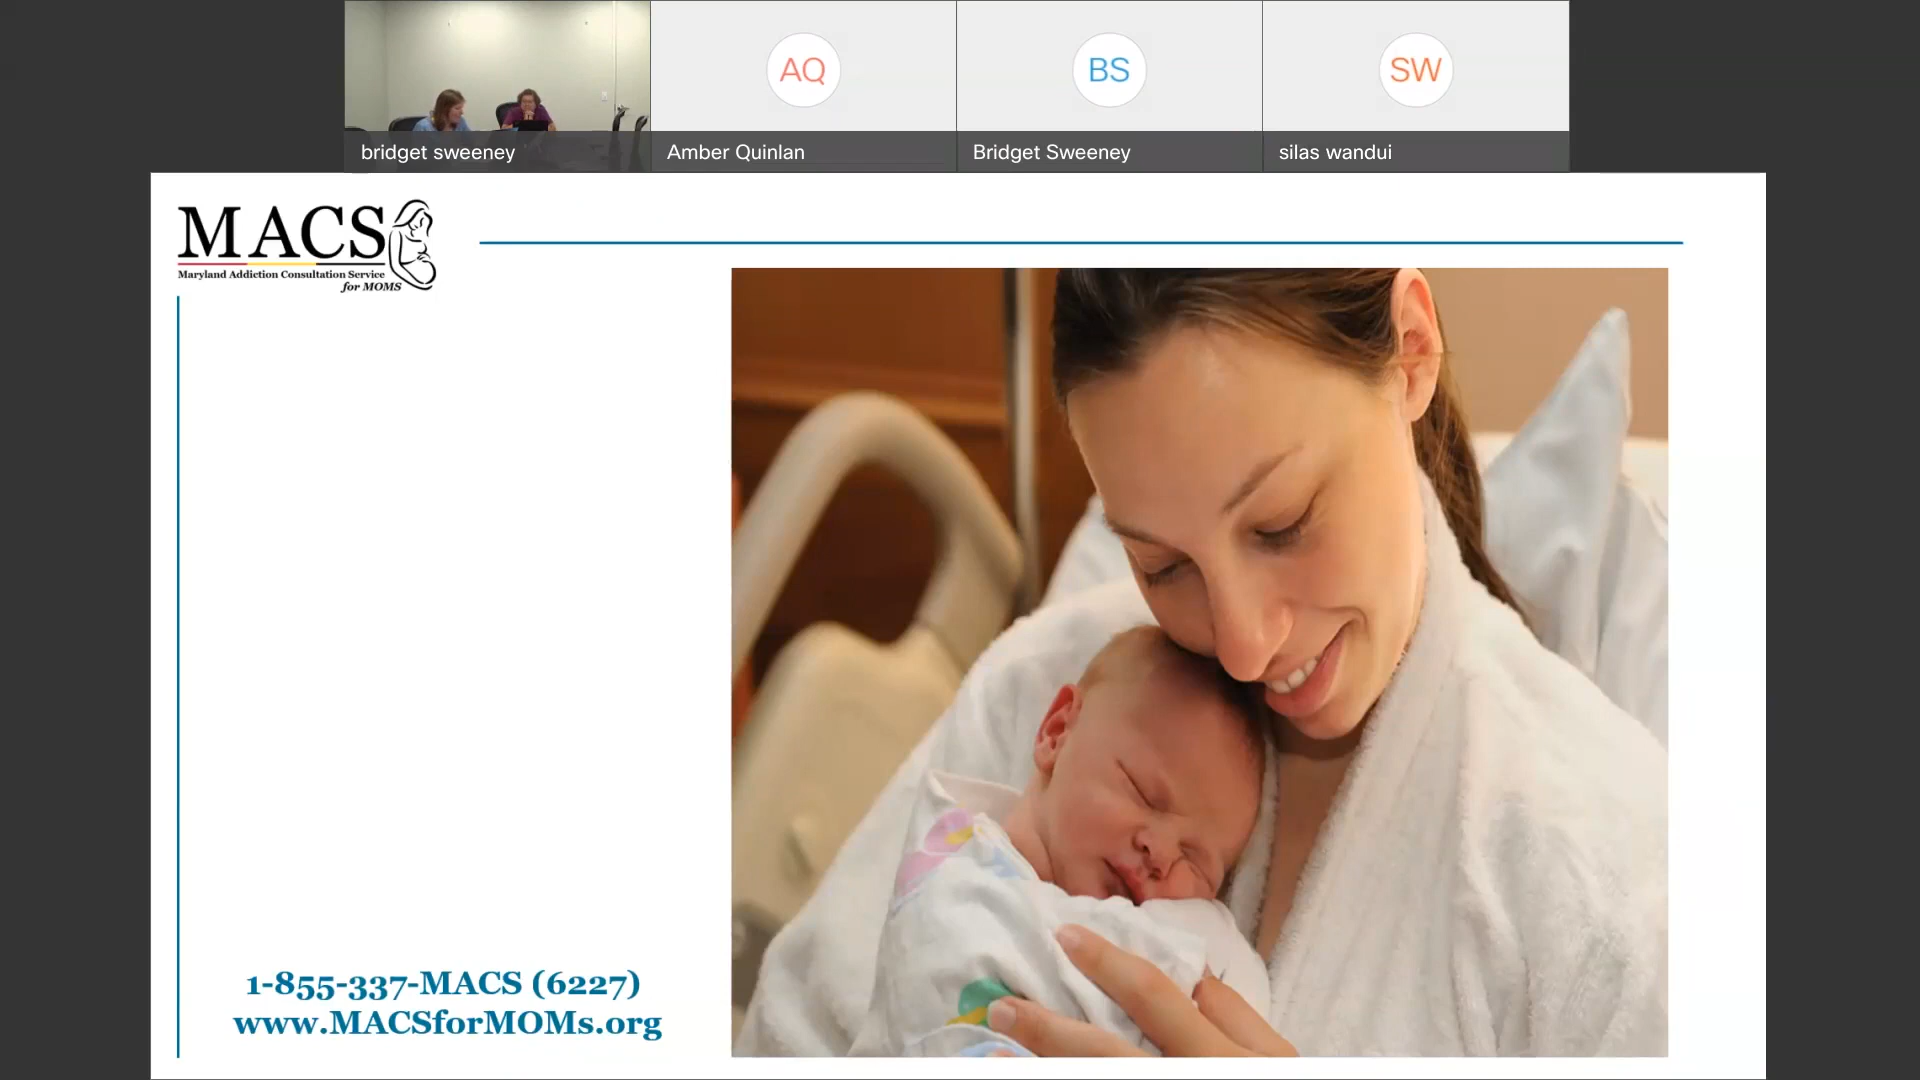 AQ
BS
SW
bridget sweeney
Amber Quinlan
Bridget Sweeney
silas wandui
MACS
Maryland Addiction Consultation Service
for MOMS
1-855-337-MACS (6227)
www.MACSforMOMs.org